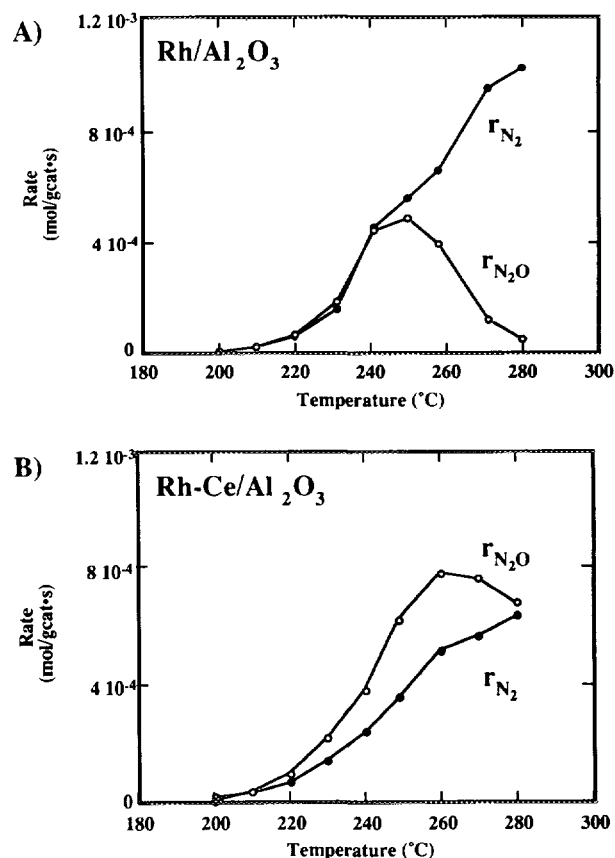 A)
Rh/Al2O3
1.2 10-3
8 10-4
4 10-4
0
Rate
(mol/gcat•s)
rN2
rN2O
180 200 220 240 260 280 300
Temperature (°C)
B)
Rh-Ce/Al2O3
1.2 10-3
8 10-4
4 10-4
0
Rate
(mol/gcat•s)
rN2O
rN2
180 200 220 240 260 280 300
Temperature (°C)